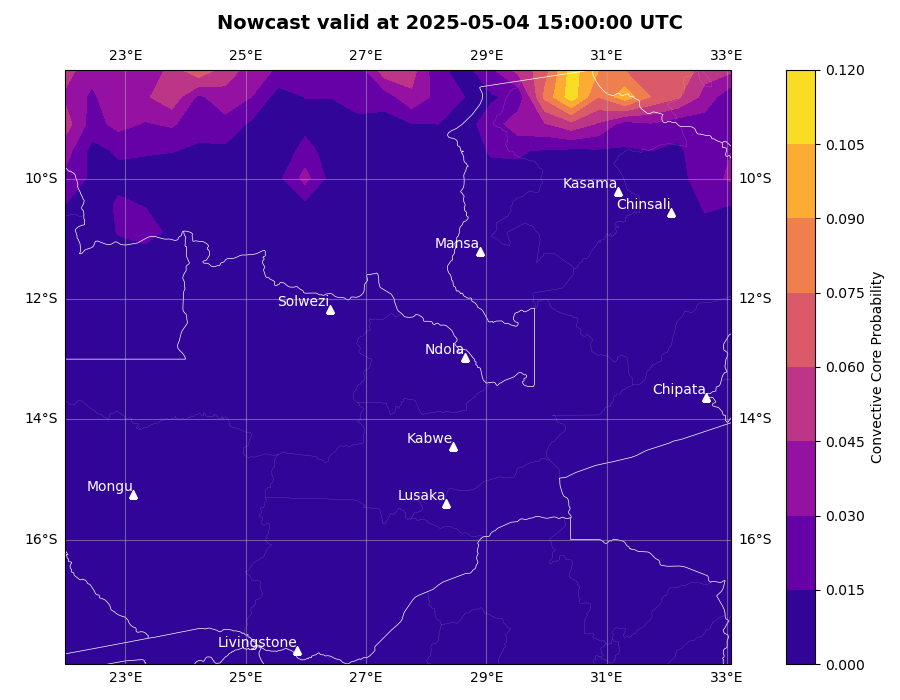 Nowcast valid at 2025-05-04 15:00:00 UTC
23°E 25°E 27°E 29°E 31°E 33°E
0.120
0.105
10°S Kasama 10°S
Chinsali
0.090
Mansa
0.075
12°S Solwezi 12°S
Ndola
0.060
Chipata
14°S 14°S
Kabwe
0.045
Mongu
Lusaka
0.030
16°S 16°S
0.015
Livingstone
0.000
23°E 25°E 27°E 29°E 31°E 33°E
Convective Core Probability